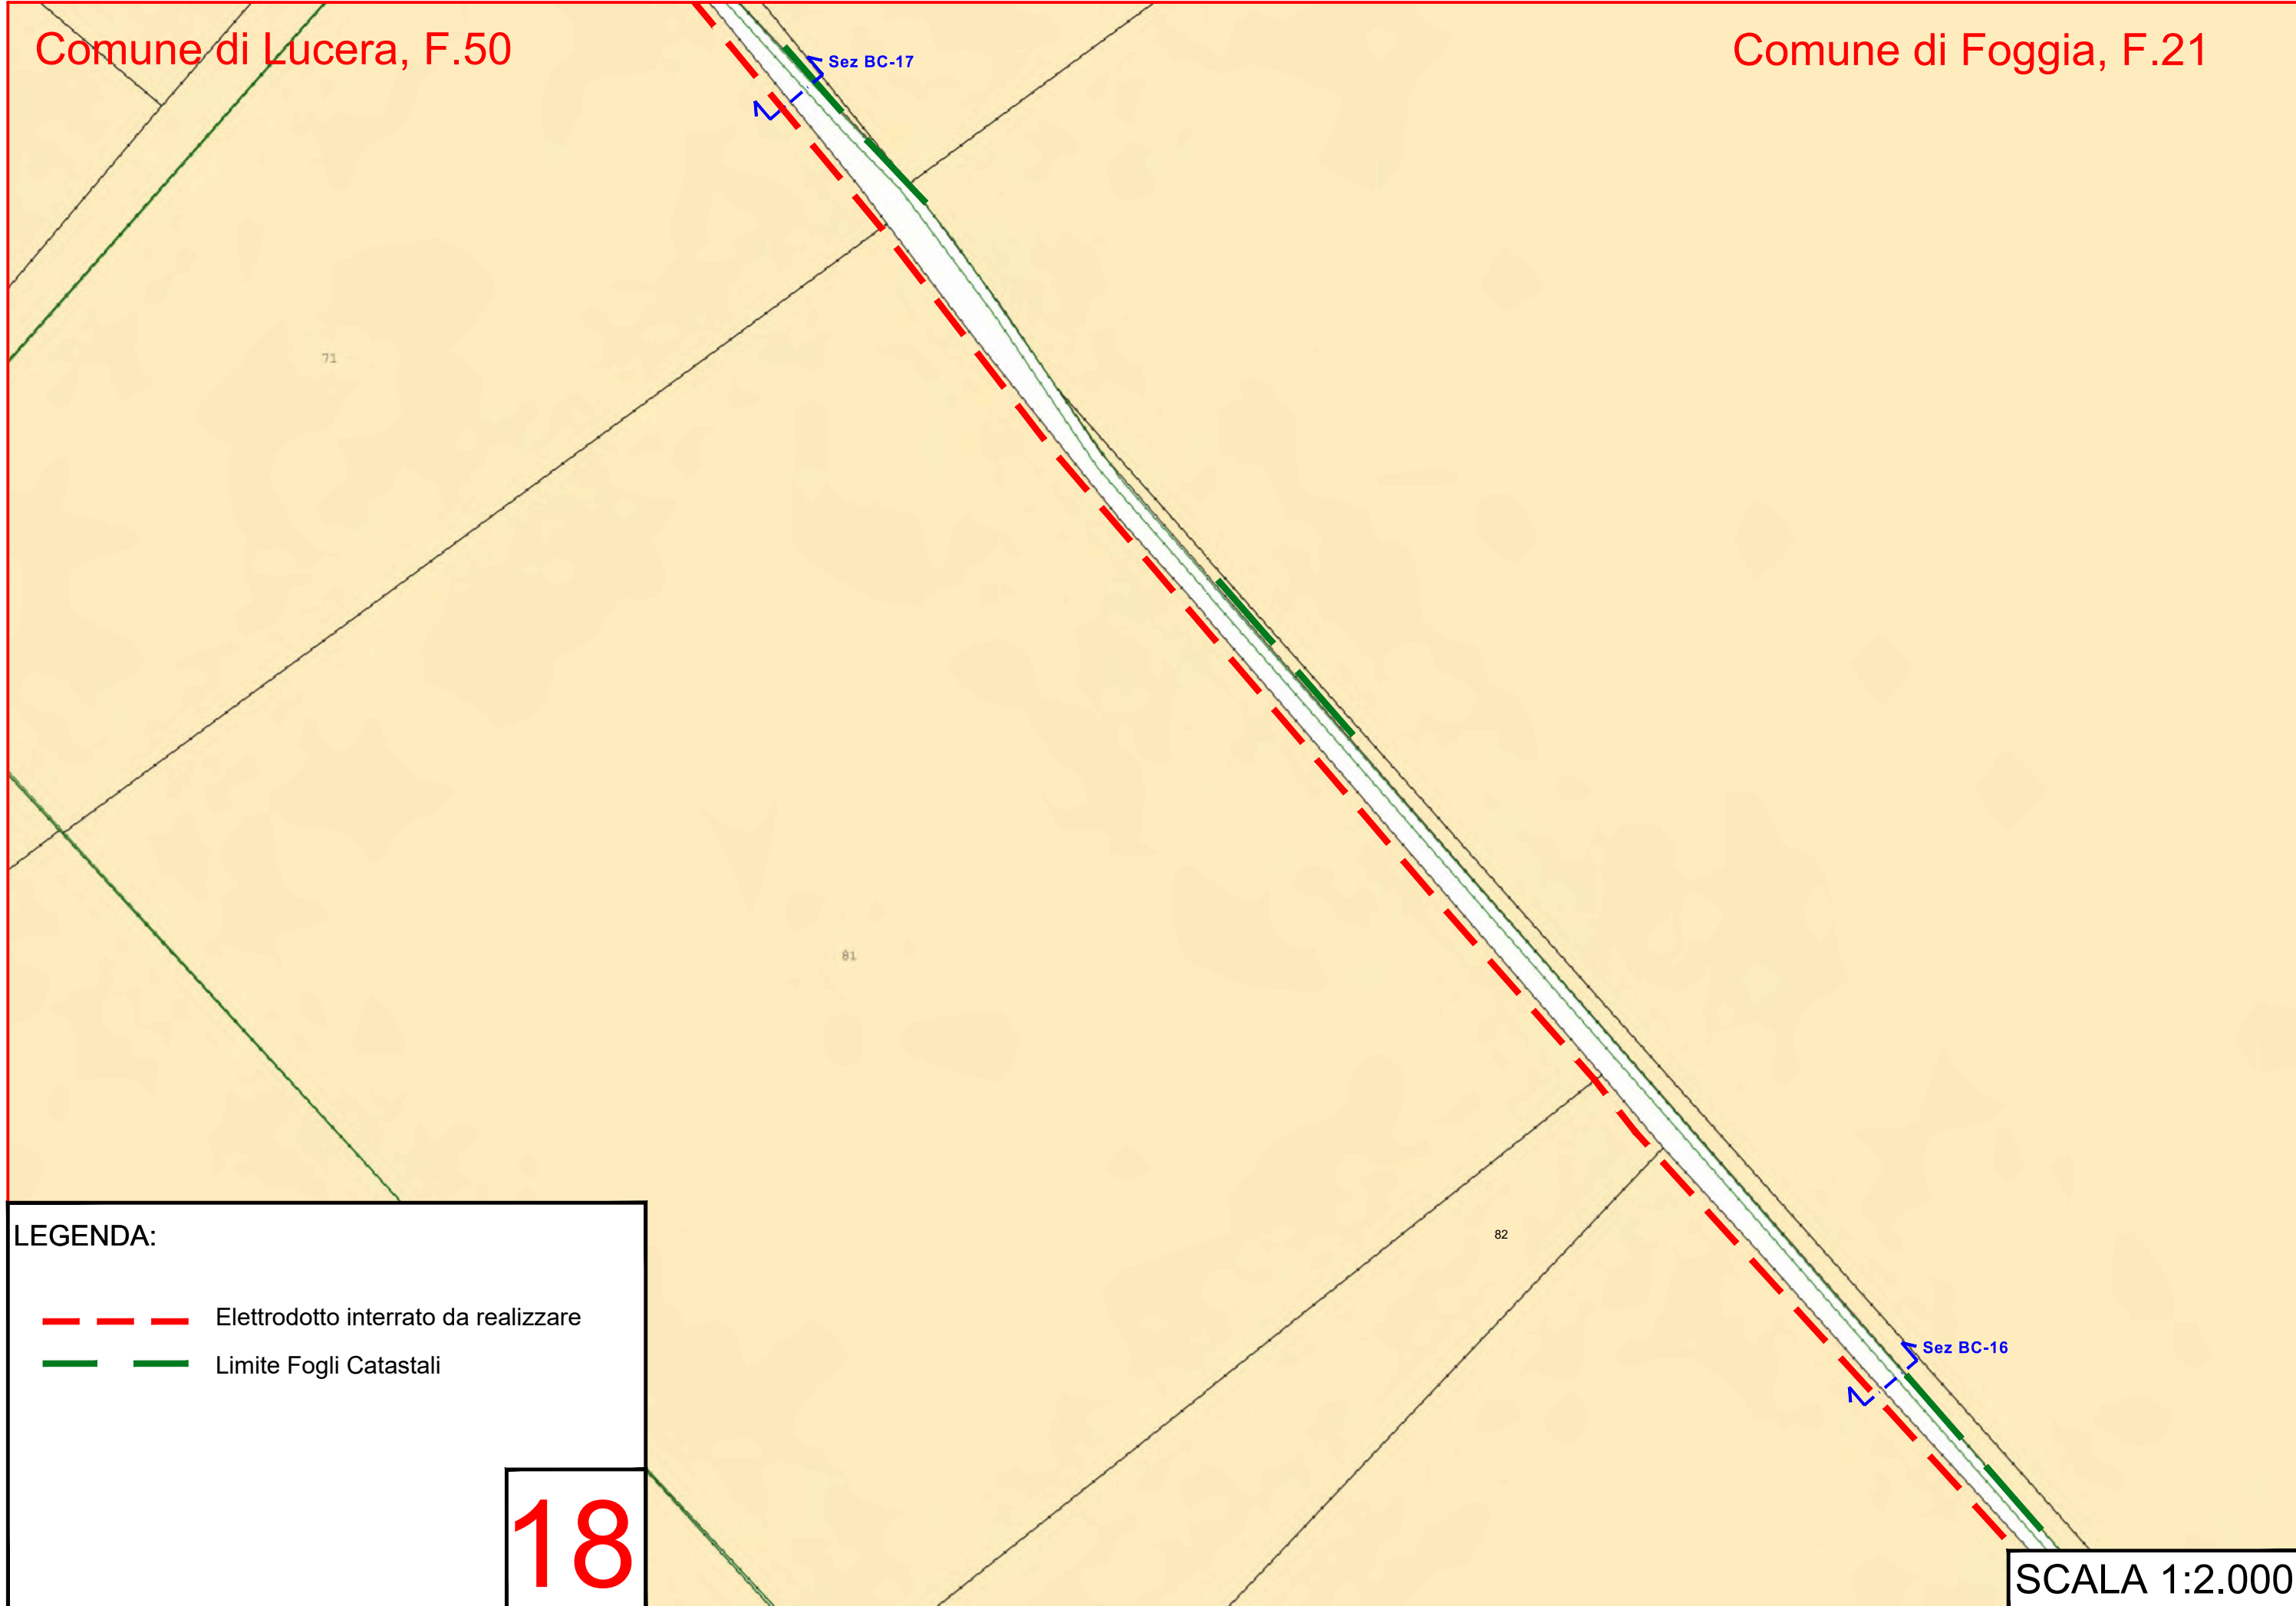 Comune di Lucera, F.50
Comune di Foggia, F.21
Sez BC-17
71
81
82
Sez BC-16
LEGENDA:
Elettrodotto interrato da realizzare
Limite Fogli Catastali
18
SCALA 1:2.000